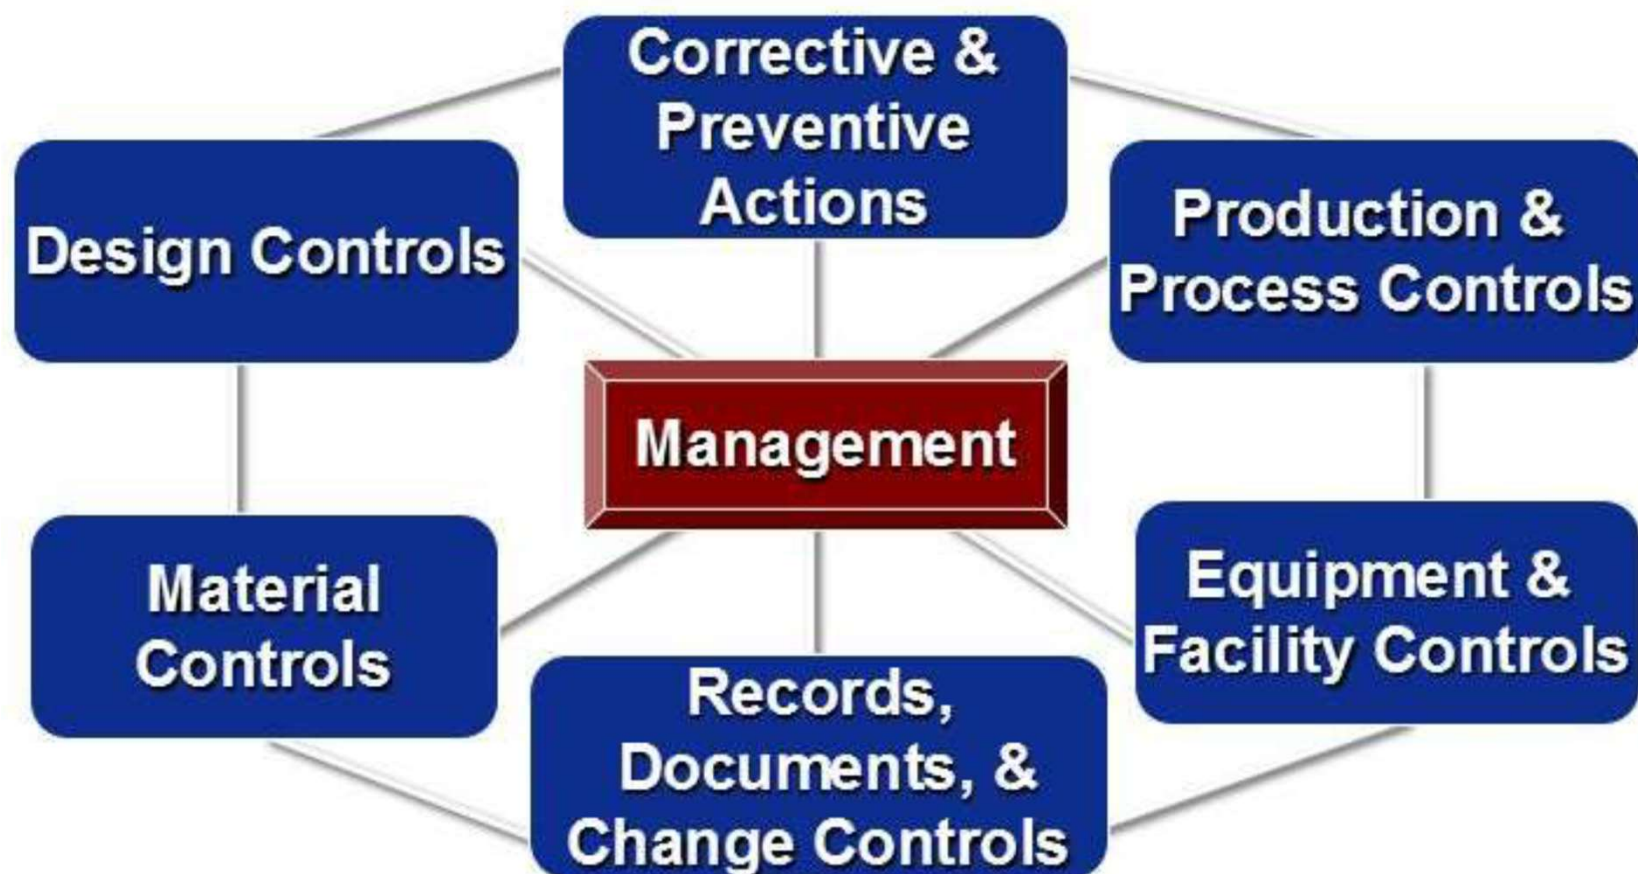 Corrective &
Preventive
Actions
Design Controls
Production &
Process Controls
Management
Material
Controls
Equipment &
Facility Controls
Records,
Documents, &
Change Controls